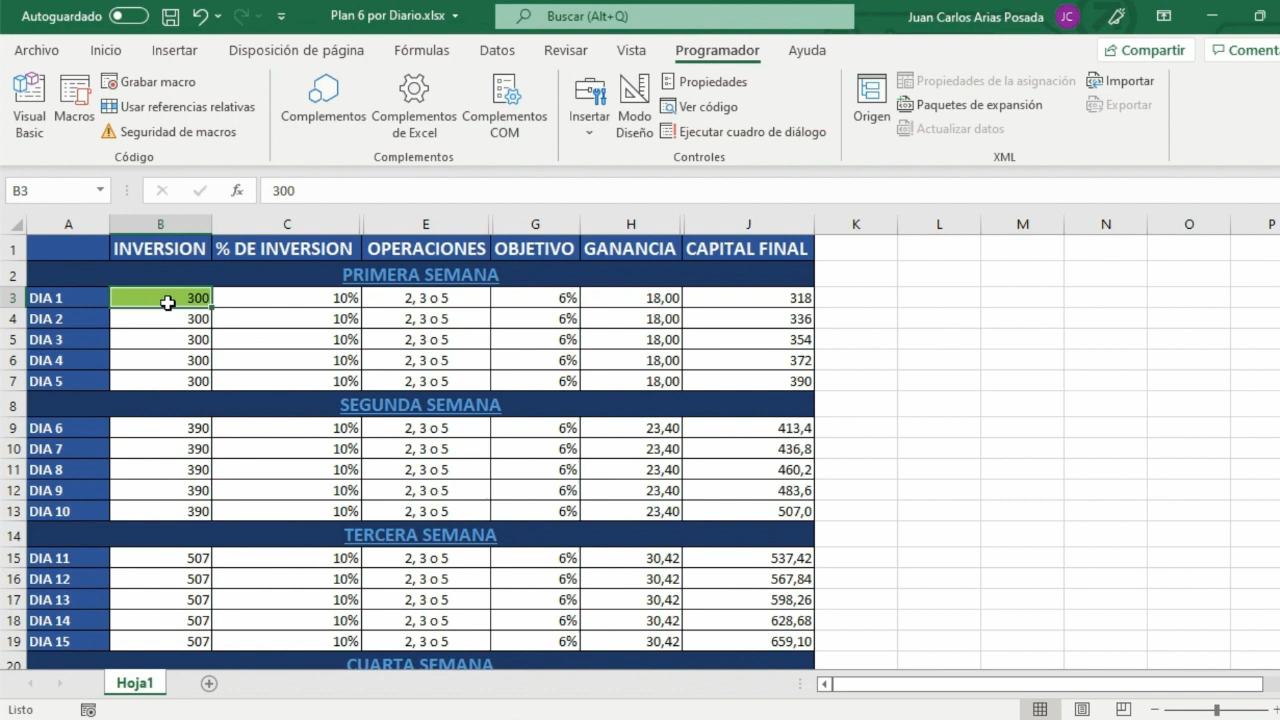 Autoguardado Plan 6 por Diario.xlsx Buscar (Alt+Q) Juan Carlos Arias Posada JC
Archivo Inicio Insertar Disposición de página Fórmulas Datos Revisar Vista Programador Ayuda Compartir
Visual Basic
Macros
Grabar macro
Usar referencias relativas
Seguridad de macros
Código
Complementos
Complementos de Excel
Complementos COM
Complementos
Insertar
Modo Diseño
Propiedades
Ver código
Ejecutar cuadro de diálogo
Controles
Origen
Propiedades de la asignación
Paquetes de expansión
Actualizar datos
Importar
Exportar
XML
B3 fx 300
A B C E G H J K L M N O P
1 INVERSION % DE INVERSION OPERACIONES OBJETIVO GANANCIA CAPITAL FINAL
2 PRIMERA SEMANA
3 DIA 1 300 10% 2, 3 o 5 6% 18,00 318
4 DIA 2 300 10% 2, 3 o 5 6% 18,00 336
5 DIA 3 300 10% 2, 3 o 5 6% 18,00 354
6 DIA 4 300 10% 2, 3 o 5 6% 18,00 372
7 DIA 5 300 10% 2, 3 o 5 6% 18,00 390
8 SEGUNDA SEMANA
9 DIA 6 390 10% 2, 3 o 5 6% 23,40 413,4
10 DIA 7 390 10% 2, 3 o 5 6% 23,40 436,8
11 DIA 8 390 10% 2, 3 o 5 6% 23,40 460,2
12 DIA 9 390 10% 2, 3 o 5 6% 23,40 483,6
13 DIA 10 390 10% 2, 3 o 5 6% 23,40 507,0
14 TERCERA SEMANA
15 DIA 11 507 10% 2, 3 o 5 6% 30,42 537,42
16 DIA 12 507 10% 2, 3 o 5 6% 30,42 567,84
17 DIA 13 507 10% 2, 3 o 5 6% 30,42 598,26
18 DIA 14 507 10% 2, 3 o 5 6% 30,42 628,68
19 DIA 15 507 10% 2, 3 o 5 6% 30,42 659,10
20 CUARTA SEMANA
Hoja1
Listo